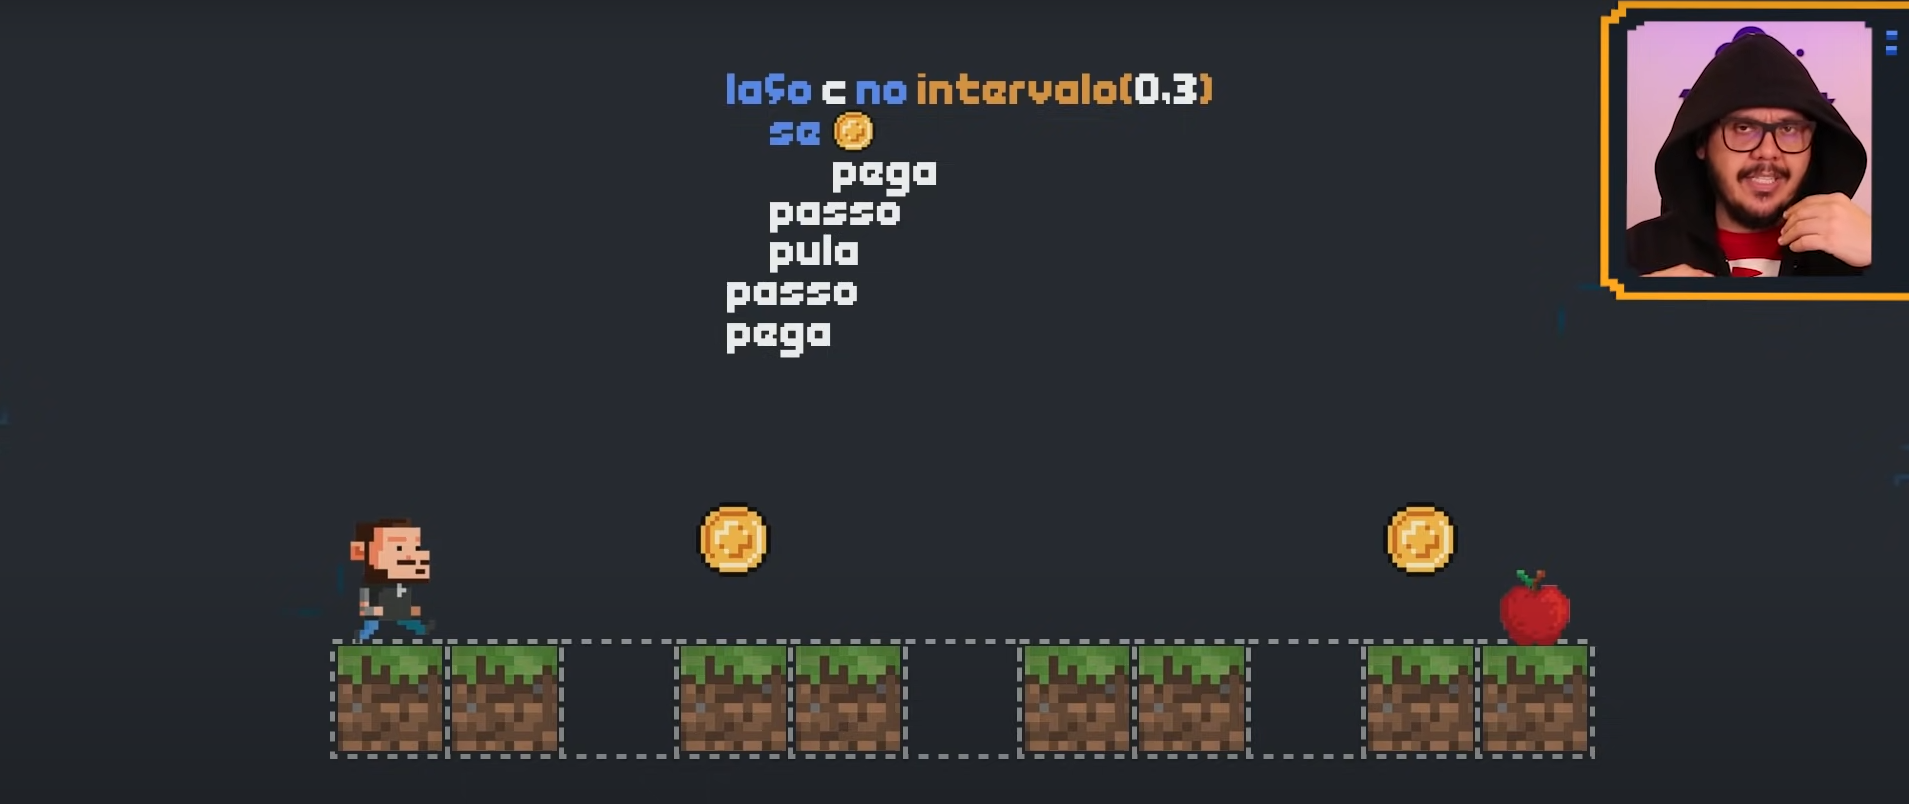 laço c no intervalo(0.3)
se
pega
passo
pula
passo
pega